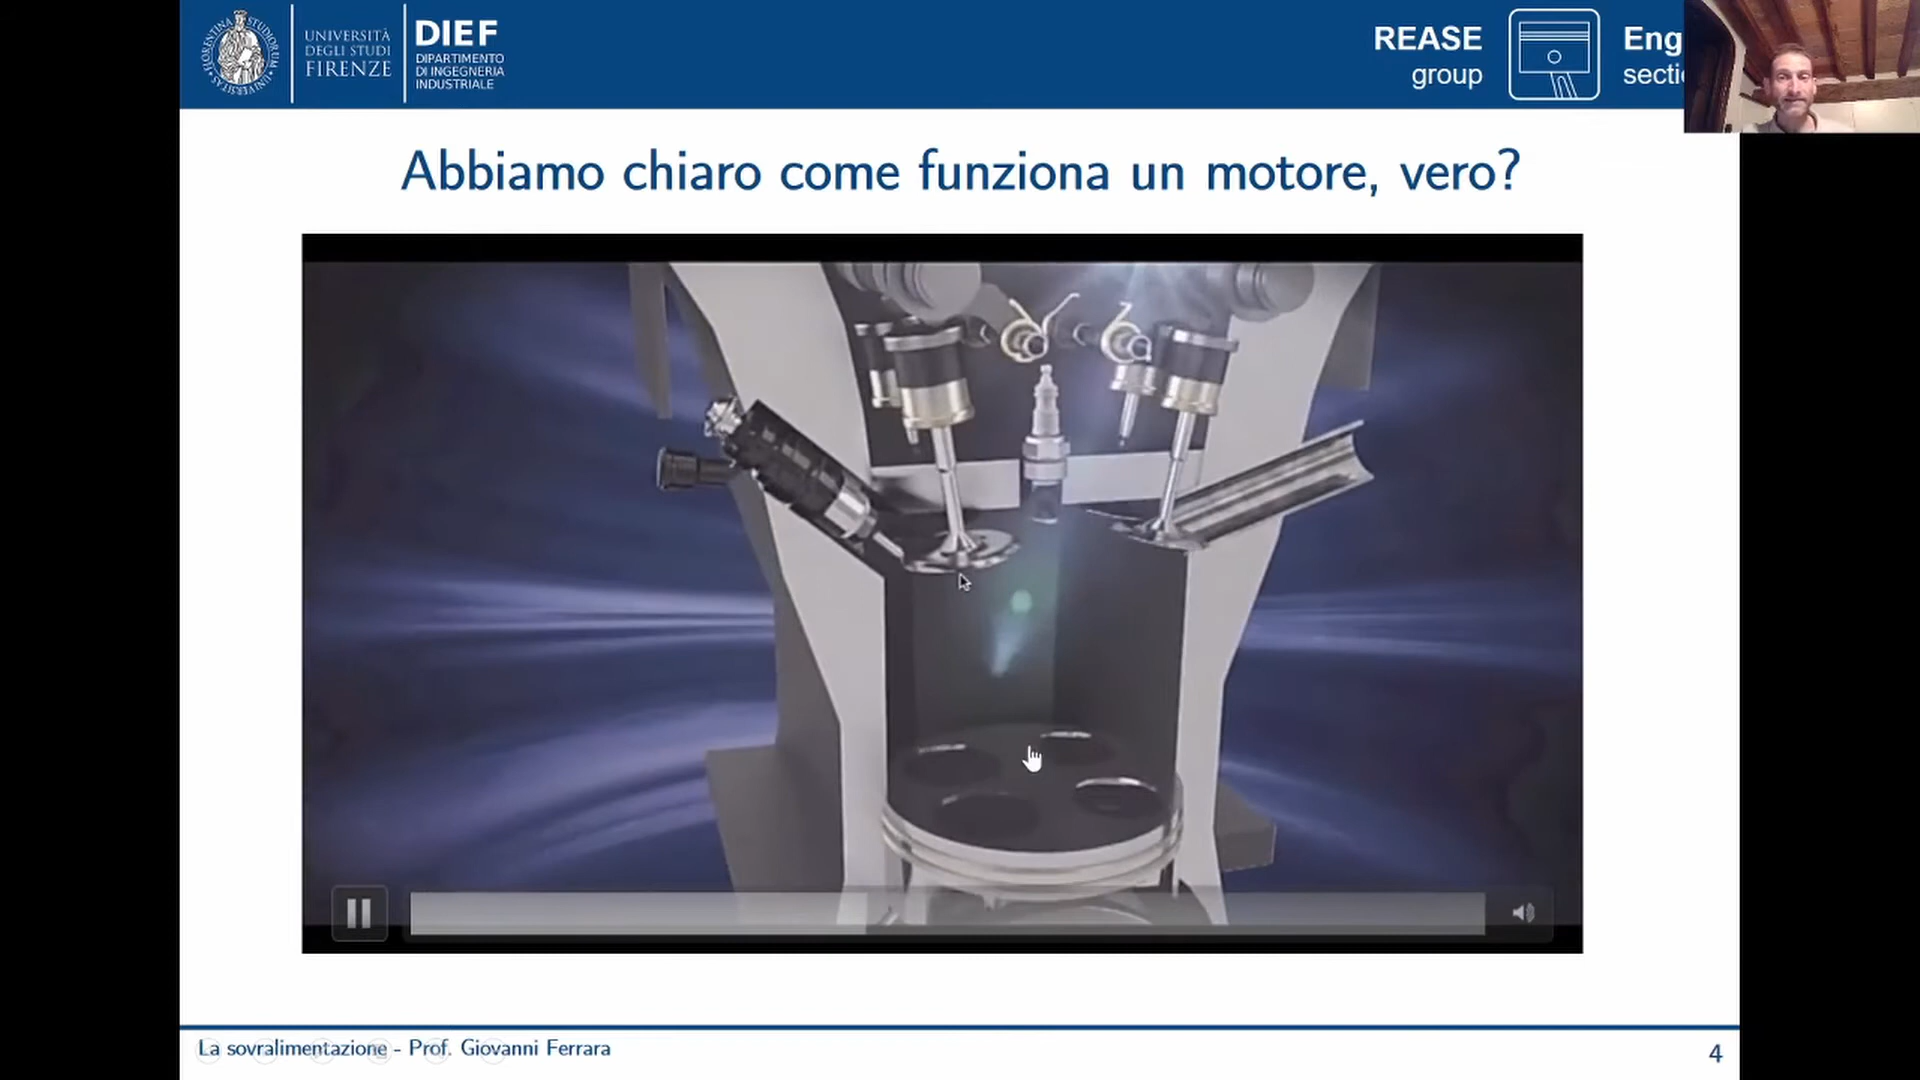 UNIVERSITÀ
DEGLI STUDI
FIRENZE
DIEF
DIPARTIMENTO
DI INGEGNERIA
INDUSTRIALE
REASE
group
Eng
secti
Abbiamo chiaro come funziona un motore, vero?
La sovralimentazione - Prof. Giovanni Ferrara
4